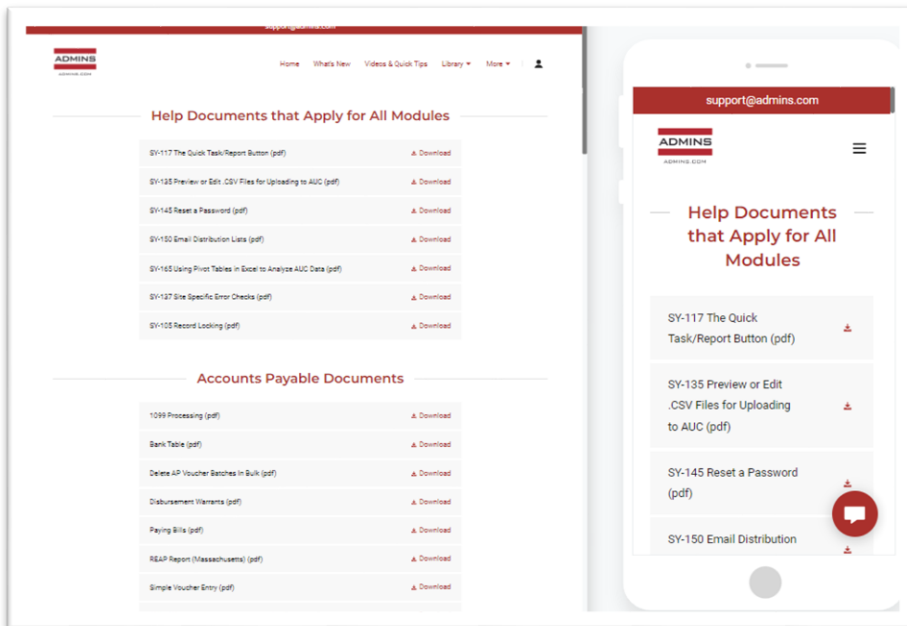 support@admins.com
ADMINS
ADMINS.COM
Home What's New Videos & Quick Tips Library More
Help Documents that Apply for All Modules
SY-117 The Quick Task/Report Button (pdf) Download
SY-135 Preview or Edit .CSV Files for Uploading to AUC (pdf) Download
SY-145 Reset a Password (pdf) Download
SY-150 Email Distribution Lists (pdf) Download
SY-165 Using Pivot Tables in Excel to Analyze AUC Data (pdf) Download
SY-137 Site Specific Error Checks (pdf) Download
SY-105 Record Locking (pdf) Download
Accounts Payable Documents
1099 Processing (pdf) Download
Bank Table (pdf) Download
Delete AP Voucher Batches In Bulk (pdf) Download
Disbursement Warrants (pdf) Download
Paying Bills (pdf) Download
REAP Report (Massachusetts) (pdf) Download
Simple Voucher Entry (pdf) Download
support@admins.com
ADMINS
ADMINS.COM
Help Documents
that Apply for All
Modules
SY-117 The Quick
Task/Report Button (pdf)
SY-135 Preview or Edit
.CSV Files for Uploading
to AUC (pdf)
SY-145 Reset a Password
(pdf)
SY-150 Email Distribution